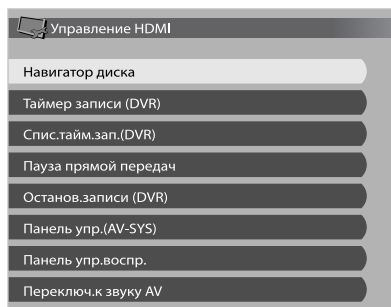 Управление HDMI
Навигатор диска
Таймер записи (DVR)
Спис.тайм.зап.(DVR)
Пауза прямой передач
Останов.записи (DVR)
Панель упр.(AV-SYS)
Панель упр.воспр.
Переключ.к звуку AV